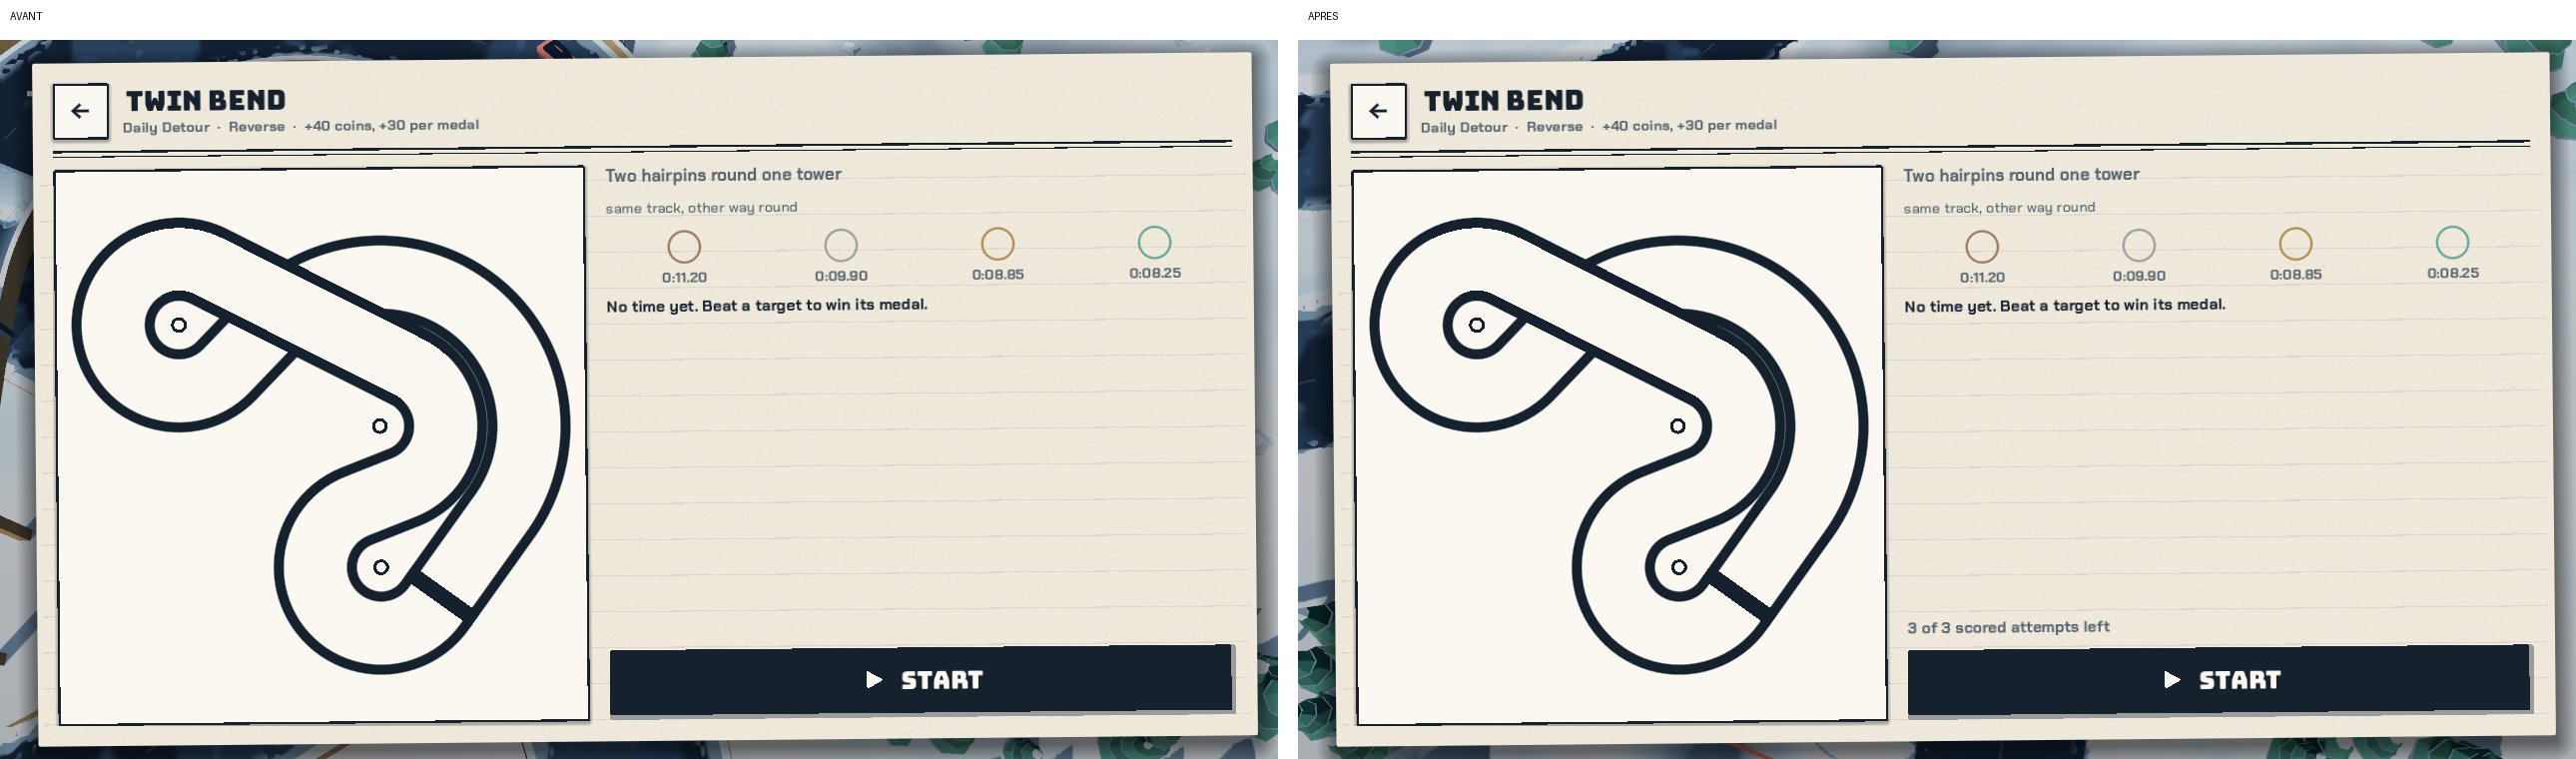 AVANT
TWIN BEND
Daily Detour · Reverse · +40 coins, +30 per medal
Two hairpins round one tower
same track, other way round
0:11.20 0:09.90 0:08.85 0:08.25
No time yet. Beat a target to win its medal.
START
APRES
TWIN BEND
Daily Detour · Reverse · +40 coins, +30 per medal
Two hairpins round one tower
same track, other way round
0:11.20 0:09.90 0:08.85 0:08.25
No time yet. Beat a target to win its medal.
3 of 3 scored attempts left
START